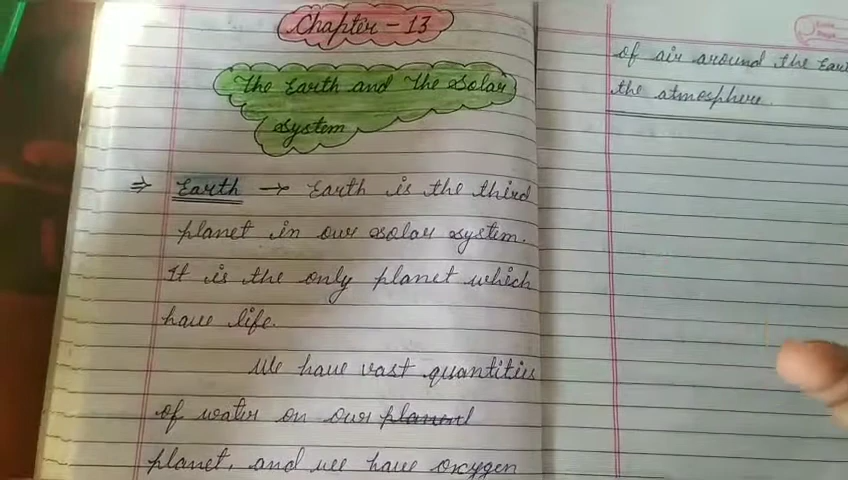 Chapter - 13
The Earth and The Solar
system
⇒ Earth → Earth is the third
planet in our solar system.
It is the only planet which
have life.
We have vast quantities
of water on our
planet, and we have oxygen
of air around the Ear
the atmosphere.